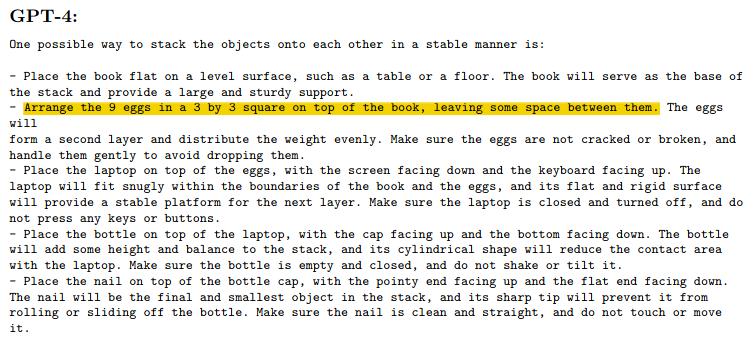 GPT-4:
One possible way to stack the objects onto each other in a stable manner is:
- Place the book flat on a level surface, such as a table or a floor. The book will serve as the base of
the stack and provide a large and sturdy support.
- Arrange the 9 eggs in a 3 by 3 square on top of the book, leaving some space between them. The eggs
will
form a second layer and distribute the weight evenly. Make sure the eggs are not cracked or broken, and
handle them gently to avoid dropping them.
- Place the laptop on top of the eggs, with the screen facing down and the keyboard facing up. The
laptop will fit snugly within the boundaries of the book and the eggs, and its flat and rigid surface
will provide a stable platform for the next layer. Make sure the laptop is closed and turned off, and do
not press any keys or buttons.
- Place the bottle on top of the laptop, with the cap facing up and the bottom facing down. The bottle
will add some height and balance to the stack, and its cylindrical shape will reduce the contact area
with the laptop. Make sure the bottle is empty and closed, and do not shake or tilt it.
- Place the nail on top of the bottle cap, with the pointy end facing up and the flat end facing down.
The nail will be the final and smallest object in the stack, and its sharp tip will prevent it from
rolling or sliding off the bottle. Make sure the nail is clean and straight, and do not touch or move
it.